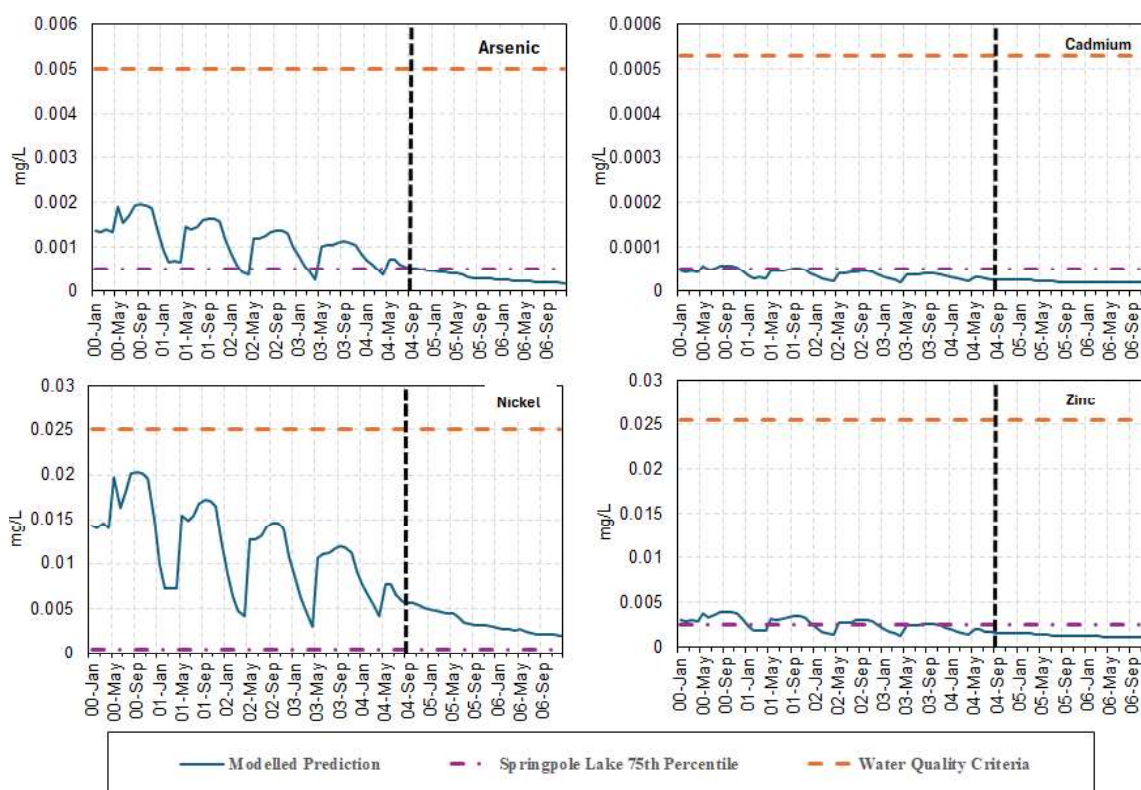 Arsenic
mg/L
0.006
0.005
0.004
0.003
0.002
0.001
0
00-Jan
00-May
00-Sep
01-Jan
01-May
01-Sep
02-Jan
02-May
02-Sep
03-Jan
03-May
03-Sep
04-Jan
04-May
04-Sep
05-Jan
05-May
05-Sep
06-Jan
06-May
06-Sep
Cadmium
mg/L
0.0006
0.0005
0.0004
0.0003
0.0002
0.0001
0
00-Jan
00-May
00-Sep
01-Jan
01-May
01-Sep
02-Jan
02-May
02-Sep
03-Jan
03-May
03-Sep
04-Jan
04-May
04-Sep
05-Jan
05-May
05-Sep
06-Jan
06-May
06-Sep
Nickel
mg/L
0.03
0.025
0.02
0.015
0.01
0.005
0
00-Jan
00-May
00-Sep
01-Jan
01-May
01-Sep
02-Jan
02-May
02-Sep
03-Jan
03-May
03-Sep
04-Jan
04-May
04-Sep
05-Jan
05-May
05-Sep
06-Jan
06-May
06-Sep
Zinc
mg/L
0.03
0.025
0.02
0.015
0.01
0.005
0
00-Jan
00-May
00-Sep
01-Jan
01-May
01-Sep
02-Jan
02-May
02-Sep
03-Jan
03-May
03-Sep
04-Jan
04-May
04-Sep
05-Jan
05-May
05-Sep
06-Jan
06-May
06-Sep
Modelled Prediction
Springpole Lake 75th Percentile
Water Quality Criteria